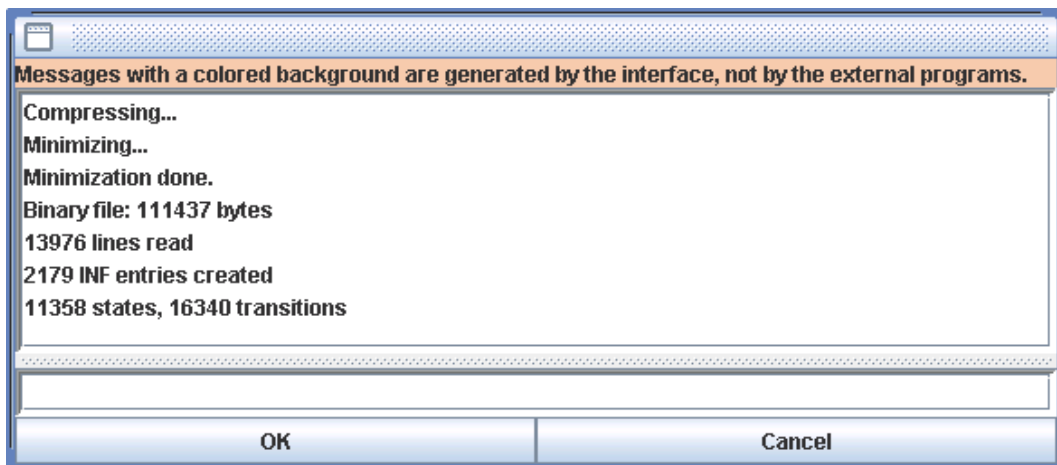 Messages with a colored background are generated by the interface, not by the external programs.
Compressing...
Minimizing...
Minimization done.
Binary file: 111437 bytes
13976 lines read
2179 INF entries created
11358 states, 16340 transitions
OK
Cancel